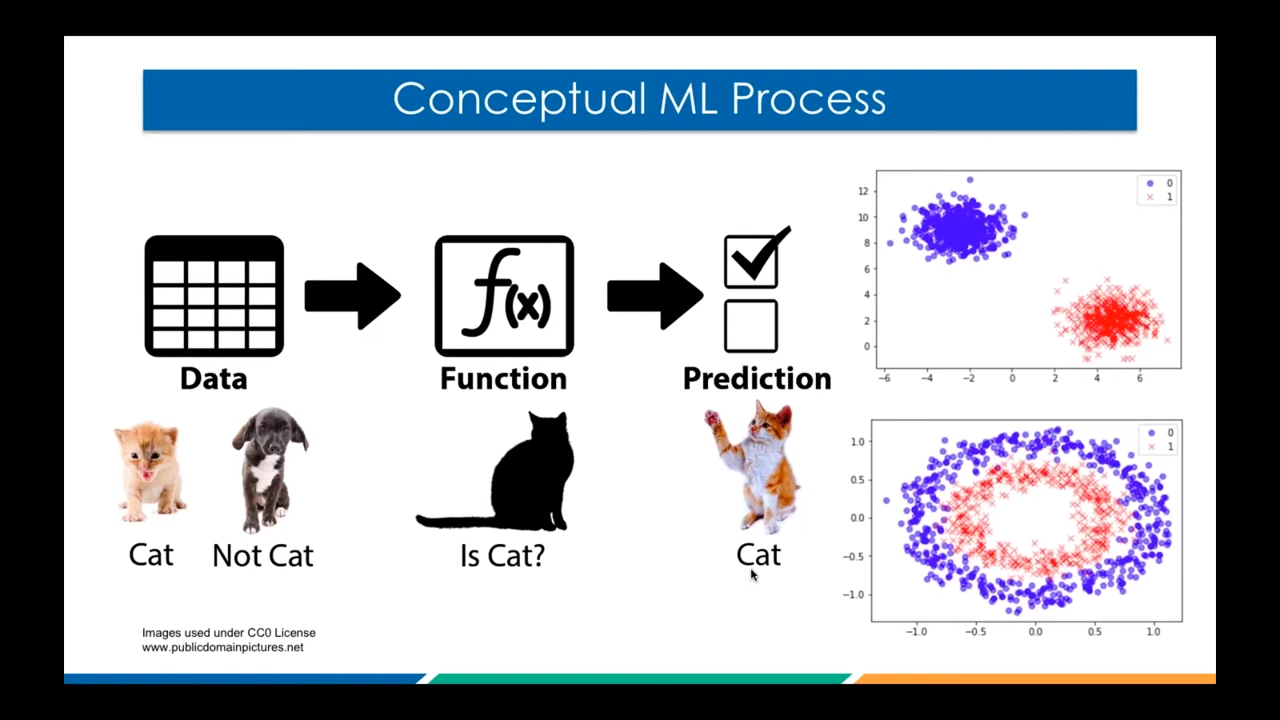 Conceptual ML Process
Data
Function
f(x)
Prediction
Cat
Not Cat
Is Cat?
Cat
Images used under CC0 License
www.publicdomainpictures.net
0
1
12
10
8
6
4
2
0
−6
−4
−2
0
2
4
6
0
1
1.0
0.5
0.0
−0.5
−1.0
−1.0
−0.5
0.0
0.5
1.0